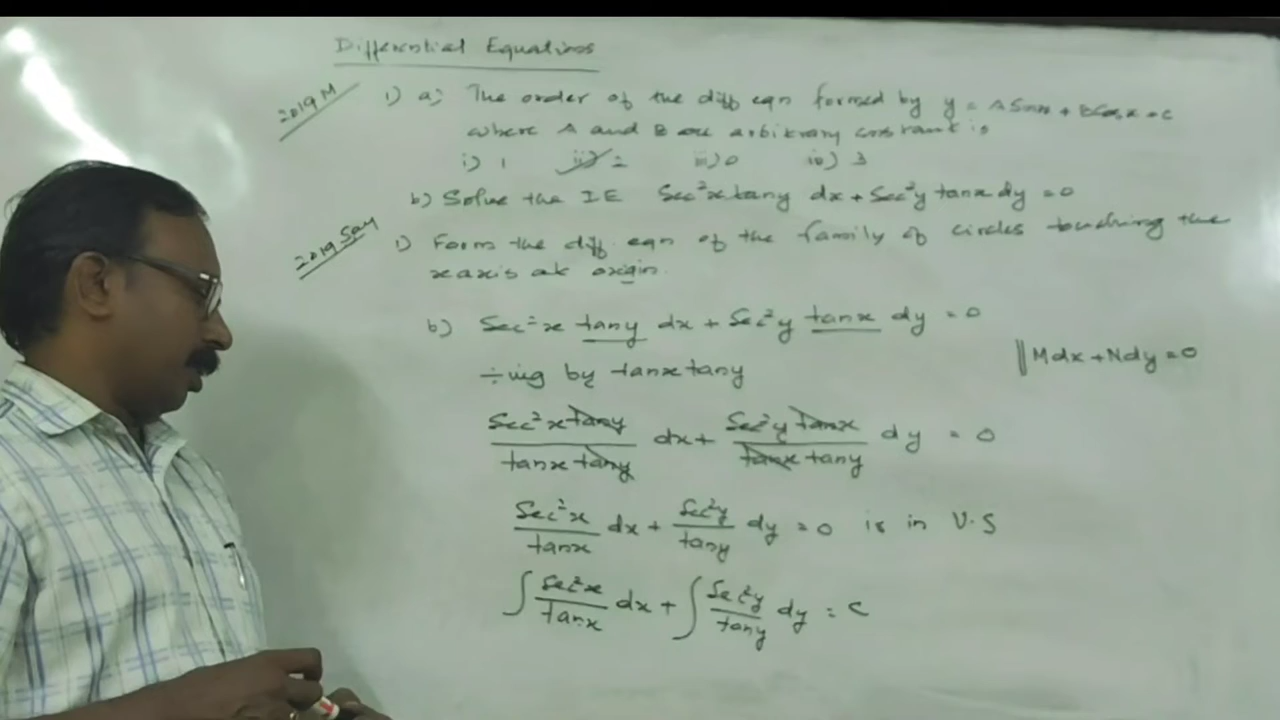 Differential Equations
2019 M
1) a) The order of the diff eqn formed by y = A Sinx + B Cosx + c
where A and B are arbitrary constant is
i) 1 ii) 2 iii) 0 iv) 3
b) Solve the IE Sec²x tany dx + Sec²y tanx dy = 0
2019 Say
1) Form the diff eqn of the family of circles touching the
x axis at origin.
b) Sec²x tany dx + Sec²y tanx dy = 0
|| Mdx + Ndy = 0
÷ing by tanx tany
Sec²x tany / tanx tany dx + Sec²y tanx / tanx tany dy = 0
Sec²x / tanx dx + Sec²y / tany dy = 0 is in V.S
∫ Sec²x / tanx dx + ∫ Sec²y / tany dy = c